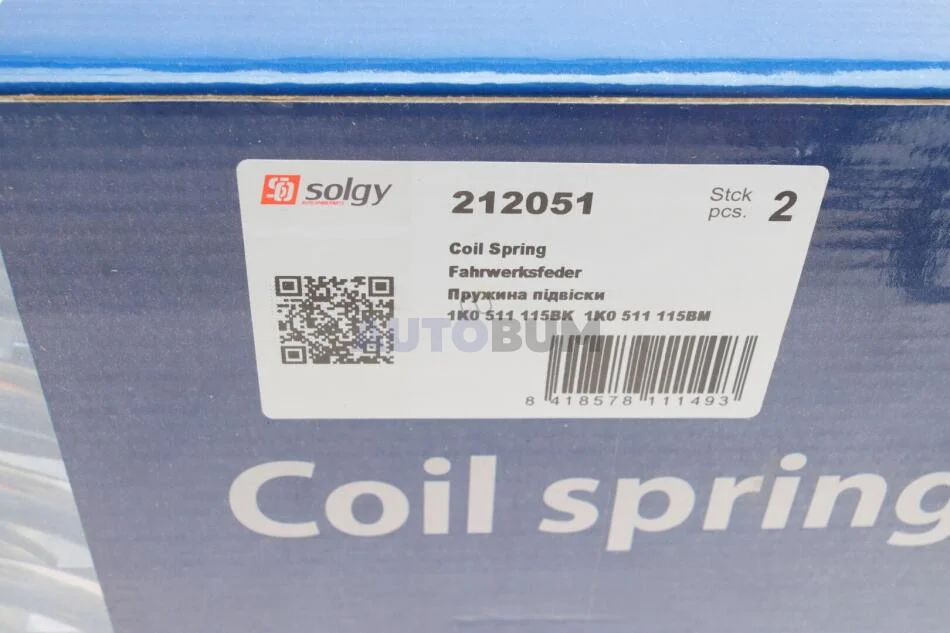 solgy
212051
Stck
pcs. 2
Coil Spring
Fahrwerksfeder
Пружина підвіски
1K0 511 115BK 1K0 511 115BM
AUTOBUM
8 418578 111493
Coil spring